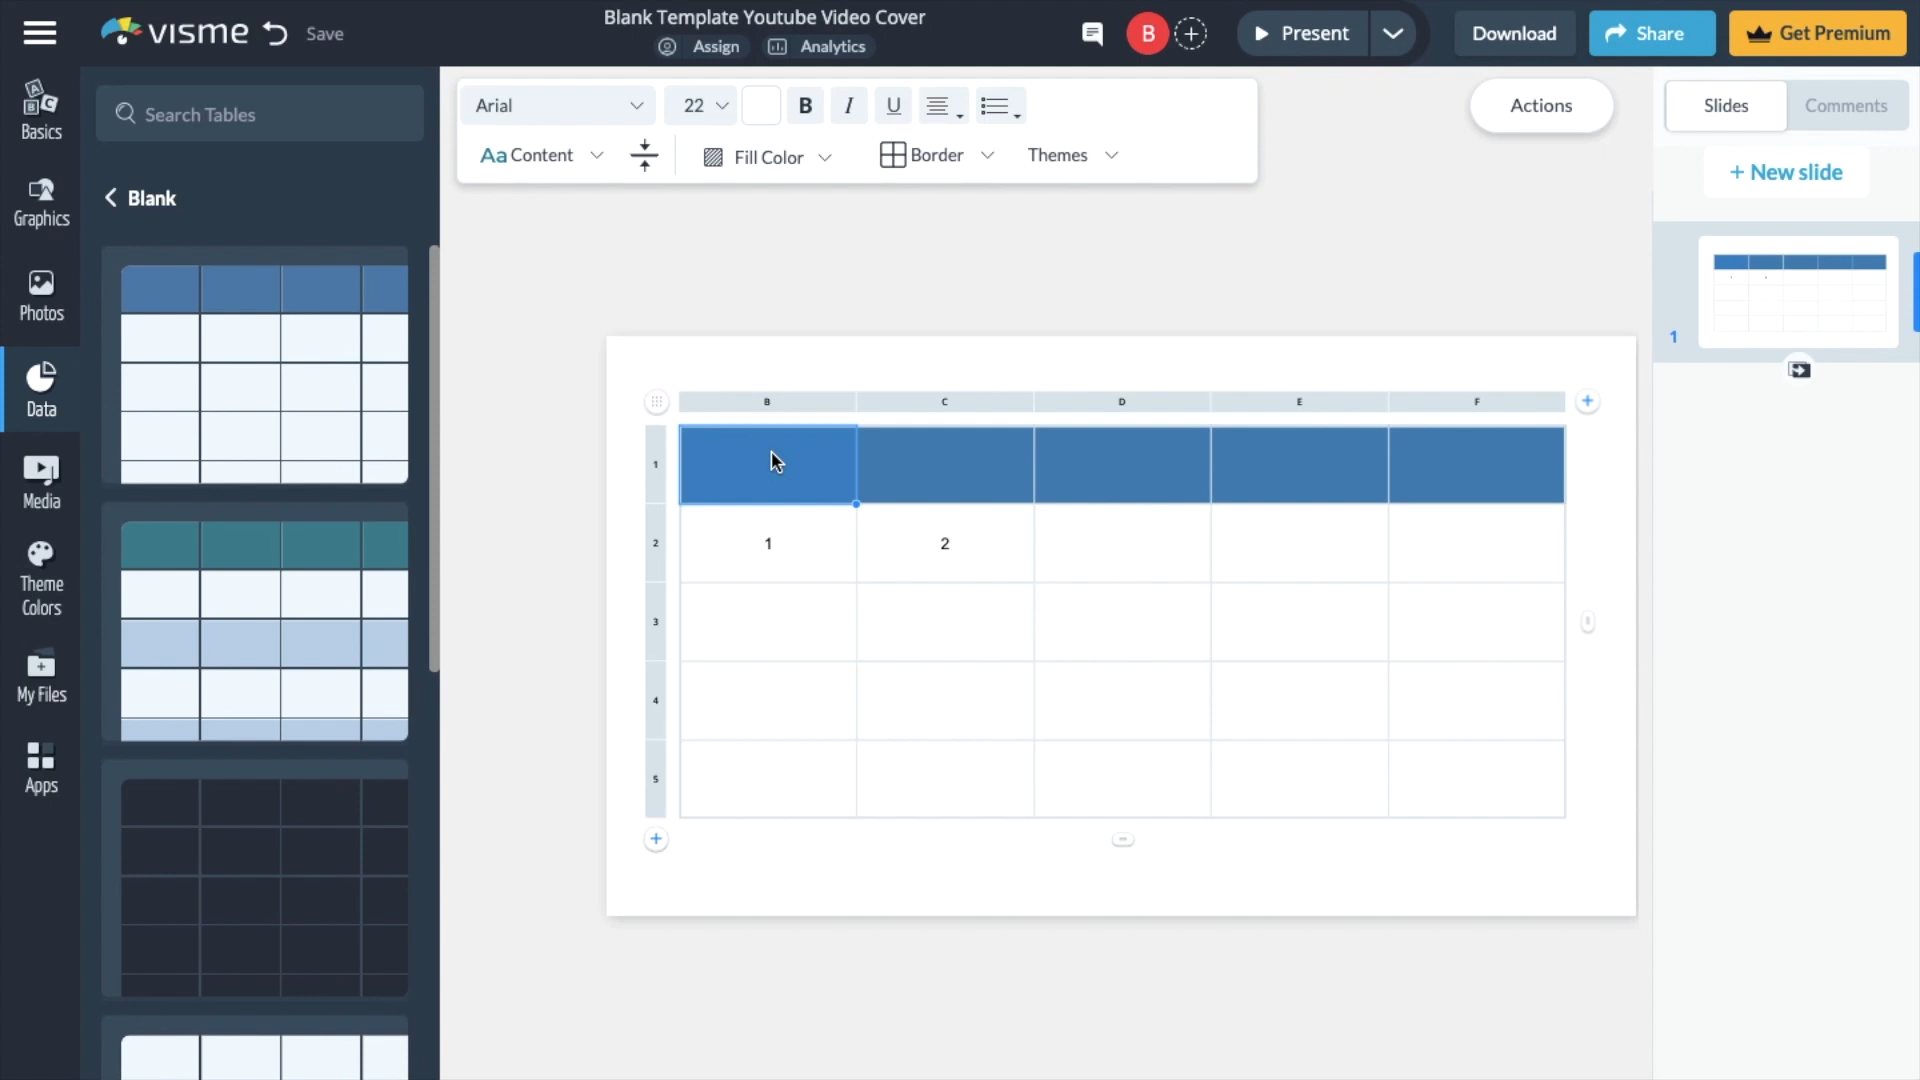 visme
Save
Blank Template Youtube Video Cover
Assign
Analytics
B
Present
Download
Share
Get Premium
A
B C
Basics
Graphics
Photos
Data
Media
Theme
Colors
My Files
Apps
Search Tables
Blank
Arial
22
B
I
U
Aa Content
Fill Color
Border
Themes
Actions
Slides
Comments
+ New slide
1
B C D E F
1
2
1 2
3
4
5